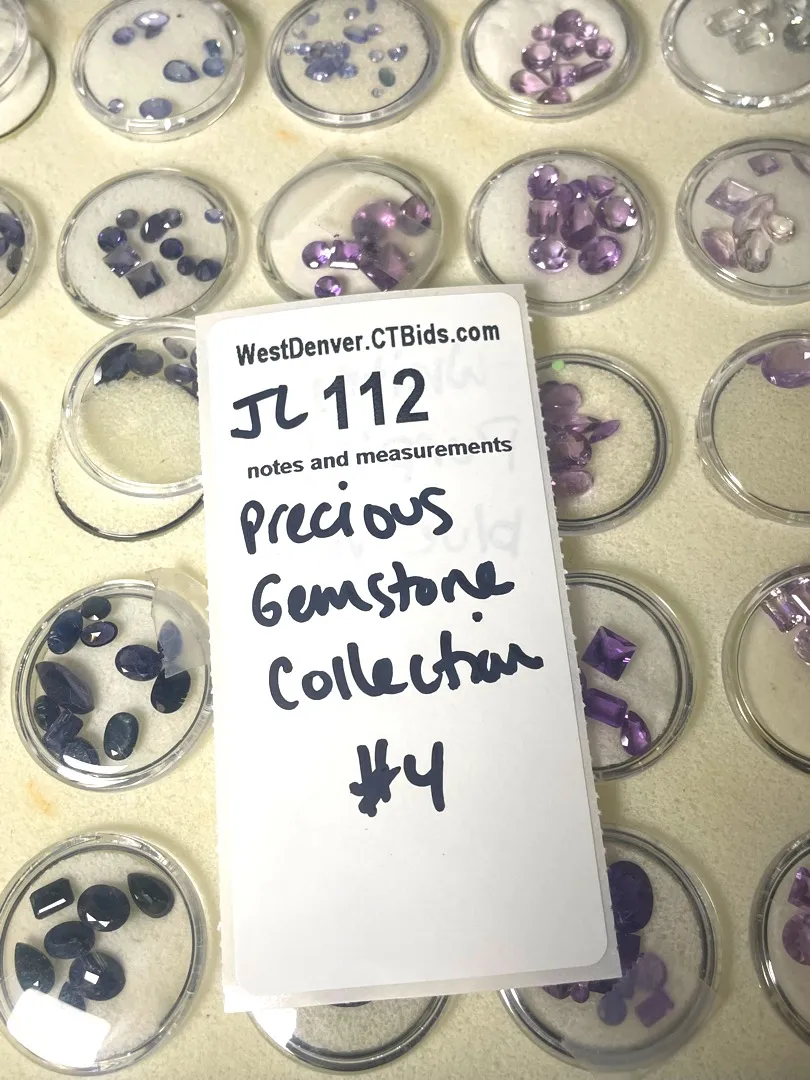 WestDenver.CTBids.com
JL 112
notes and measurements
Precious
Gemstone
Collection
#4